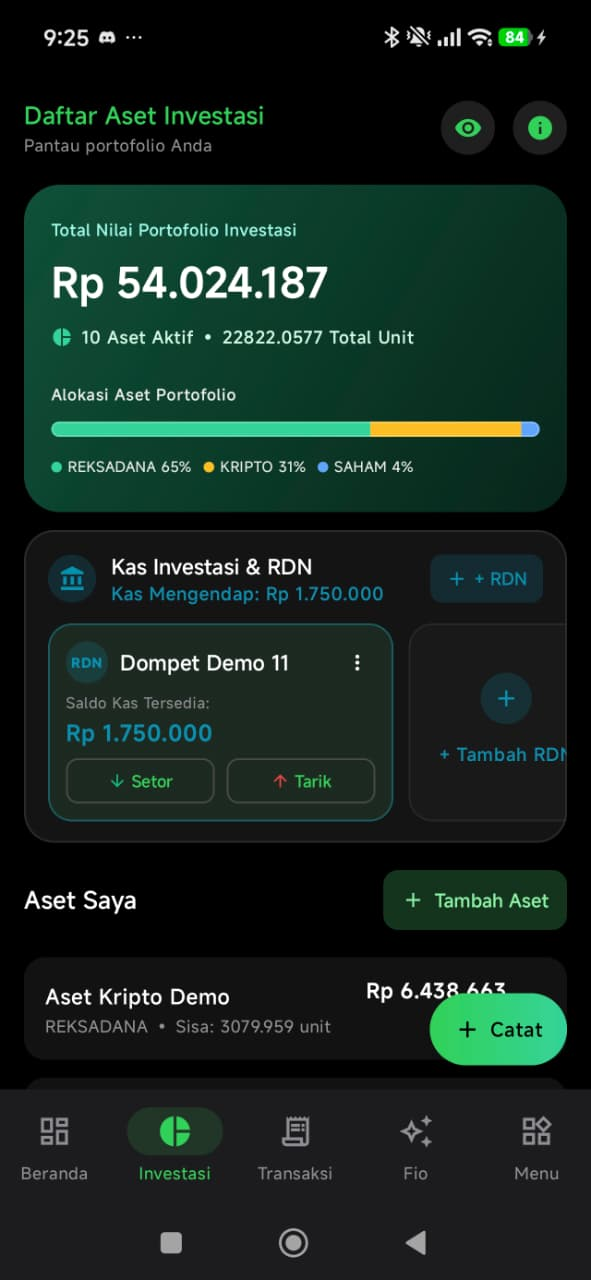 9:25 ...
84
Daftar Aset Investasi
Pantau portofolio Anda
Total Nilai Portofolio Investasi
Rp 54.024.187
10 Aset Aktif • 22822.0577 Total Unit
Alokasi Aset Portofolio
REKSADANA 65% KRIPTO 31% SAHAM 4%
Kas Investasi & RDN
Kas Mengendap: Rp 1.750.000
+ + RDN
RDN Dompet Demo 11
Saldo Kas Tersedia:
Rp 1.750.000
↓ Setor
↑ Tarik
+
+ Tambah RDN
Aset Saya
+ Tambah Aset
Aset Kripto Demo
Rp 6.438.663
REKSADANA • Sisa: 3079.959 unit
+ Catat
Beranda
Investasi
Transaksi
Fio
Menu